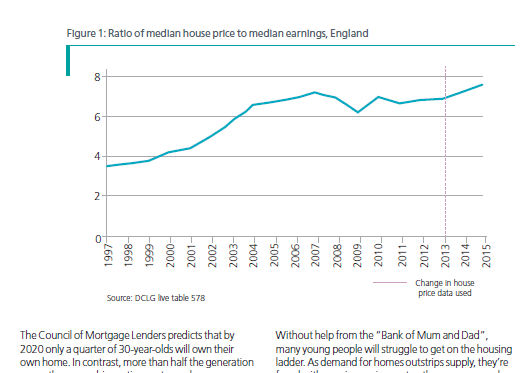 Figure 1: Ratio of median house price to median earnings, England
8
6
4
2
0
1997
1998
1999
2000
2001
2002
2003
2004
2005
2006
2007
2008
2009
2010
2011
2012
2013
2014
2015
Change in house
price data used
Source: DCLG live table 578
The Council of Mortgage Lenders predicts that by
2020 only a quarter of 30-year-olds will own their
own home. In contrast, more than half the generation
Without help from the “Bank of Mum and Dad”,
many young people will struggle to get on the housing
ladder. As demand for homes outstrips supply, they’re